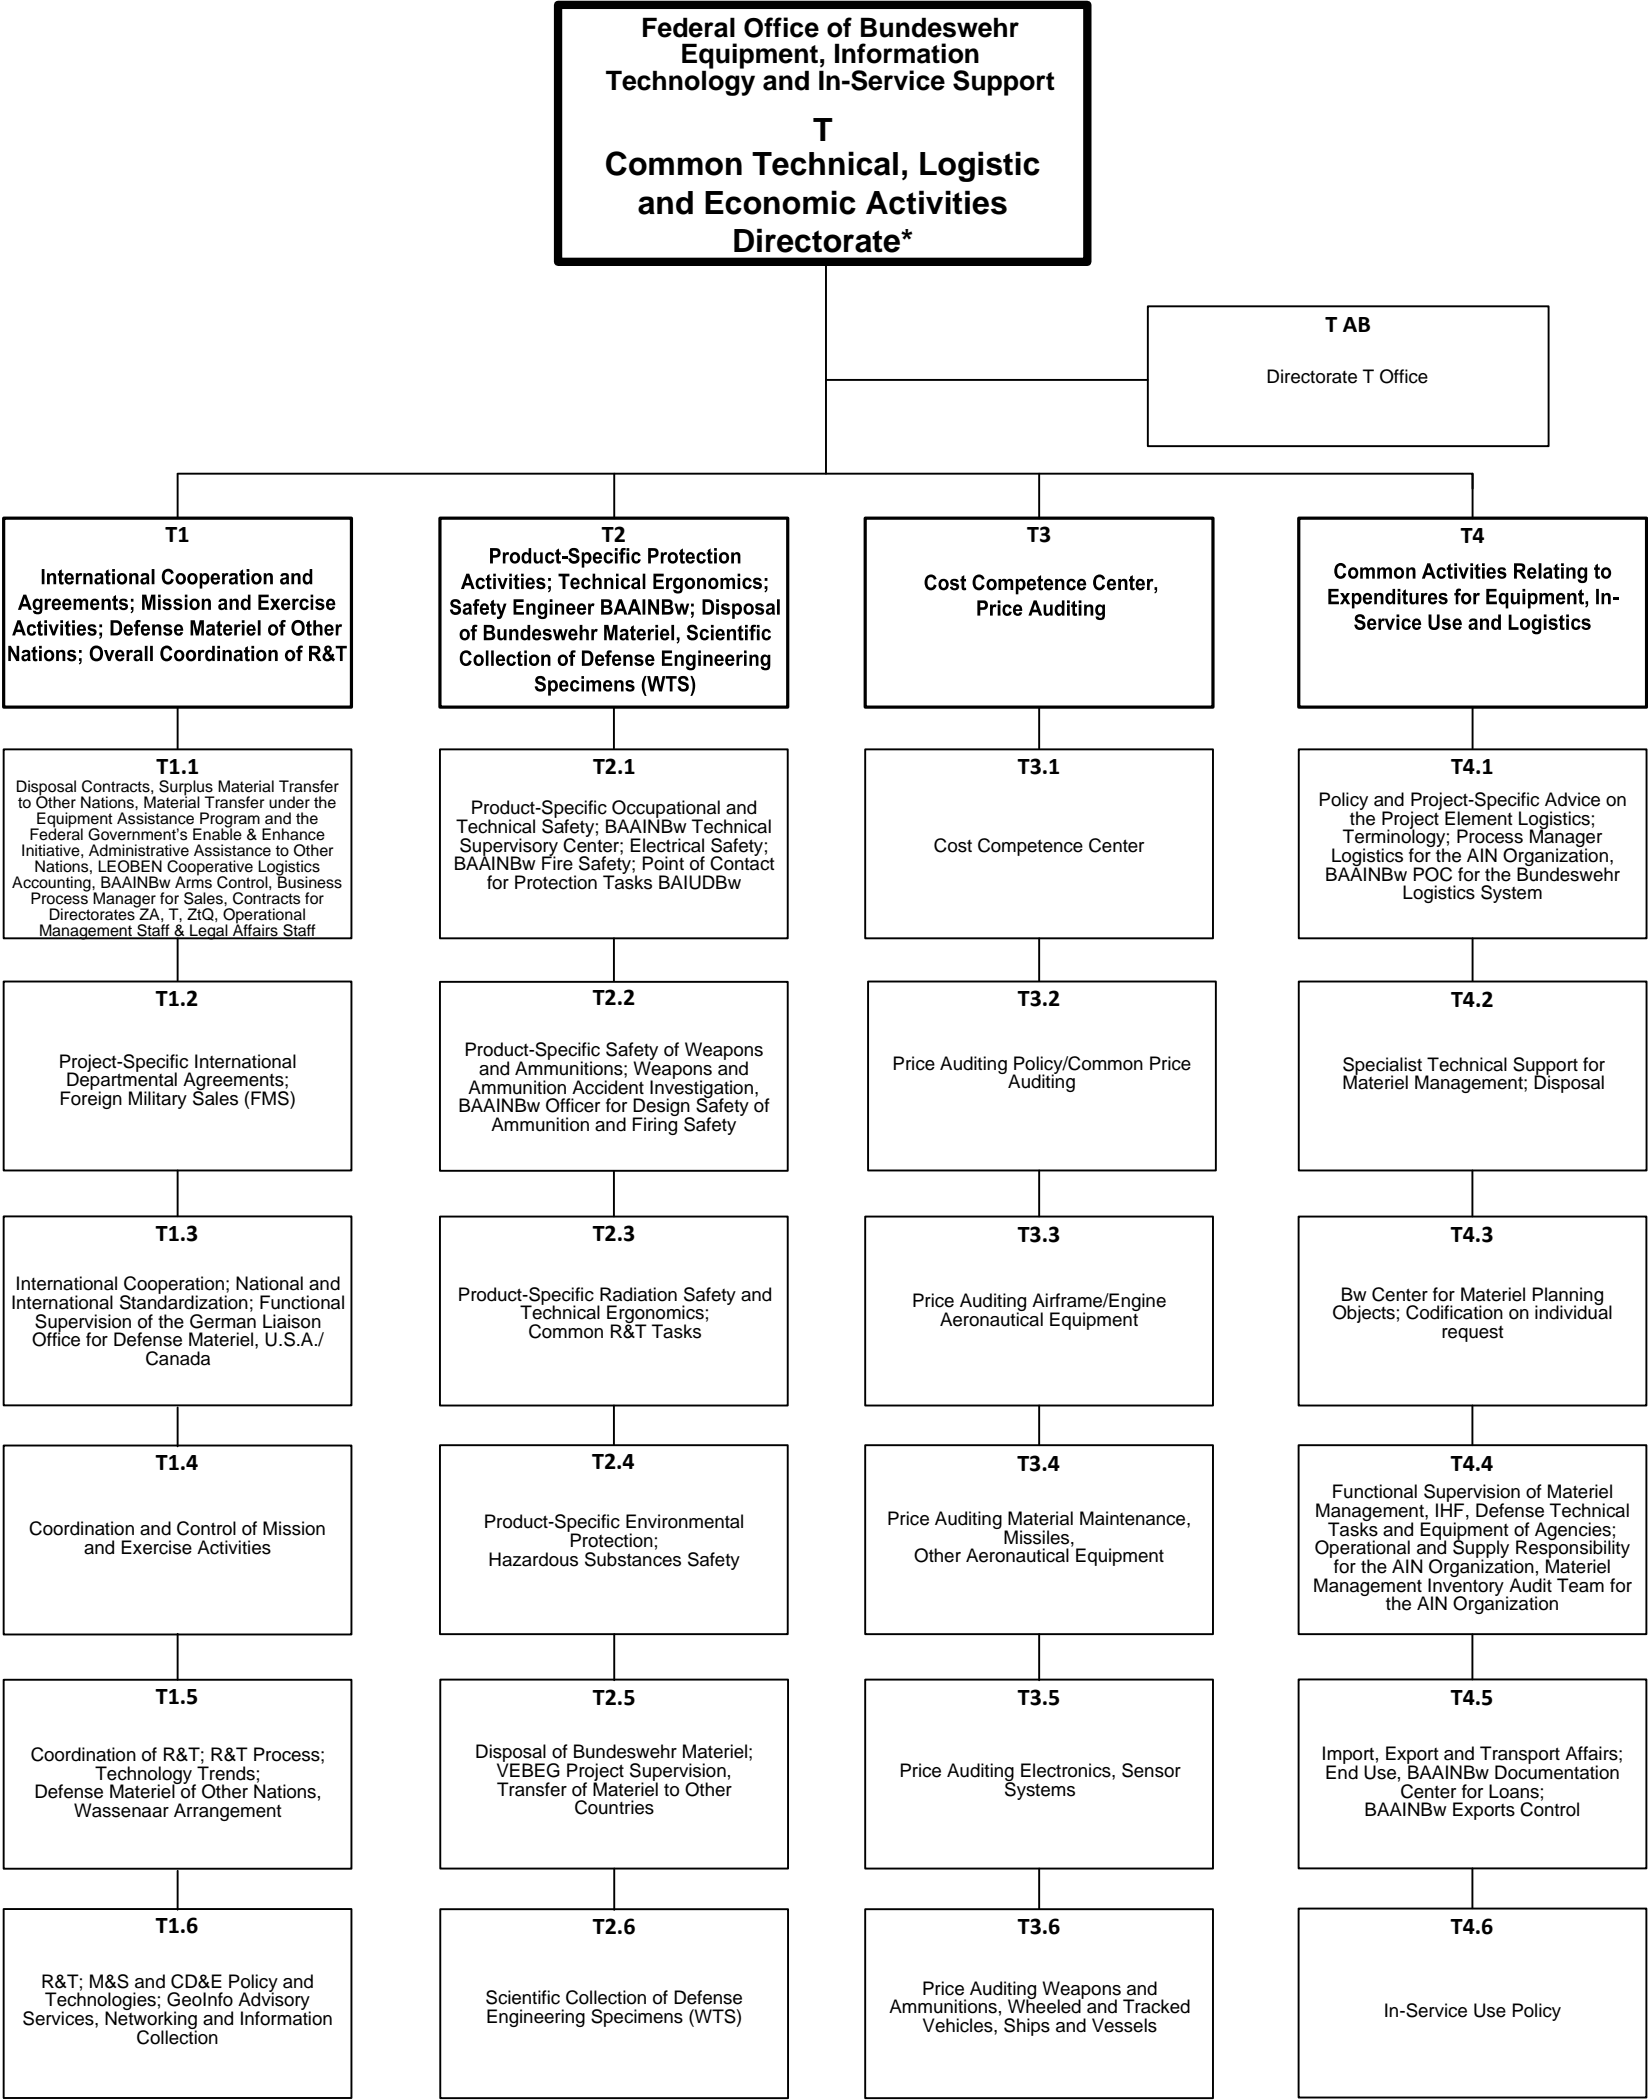 Federal Office of Bundeswehr
Equipment, Information
Technology and In-Service Support
T
Common Technical, Logistic
and Economic Activities
Directorate*
T AB
Directorate T Office
T1
International Cooperation and
Agreements; Mission and Exercise
Activities; Defense Materiel of Other
Nations; Overall Coordination of R&T
T2
Product-Specific Protection
Activities; Technical Ergonomics;
Safety Engineer BAAINBw; Disposal
of Bundeswehr Materiel, Scientific
Collection of Defense Engineering
Specimens (WTS)
T3
Cost Competence Center,
Price Auditing
T4
Common Activities Relating to
Expenditures for Equipment, In-
Service Use and Logistics
T1.1
Disposal Contracts, Surplus Material Transfer
to Other Nations, Material Transfer under the
Equipment Assistance Program and the
Federal Government's Enable & Enhance
Initiative, Administrative Assistance to Other
Nations, LEOBEN Cooperative Logistics
Accounting, BAAINBw Arms Control, Business
Process Manager for Sales, Contracts for
Directorates ZA, T, ZtQ, Operational
Management Staff & Legal Affairs Staff
T2.1
Product-Specific Occupational and
Technical Safety; BAAINBw Technical
Supervisory Center; Electrical Safety;
BAAINBw Fire Safety; Point of Contact
for Protection Tasks BAIUDBw
T3.1
Cost Competence Center
T4.1
Policy and Project-Specific Advice on
the Project Element Logistics;
Terminology; Process Manager
Logistics for the AIN Organization,
BAAINBw POC for the Bundeswehr
Logistics System
T1.2
Project-Specific International
Departmental Agreements;
Foreign Military Sales (FMS)
T2.2
Product-Specific Safety of Weapons
and Ammunitions; Weapons and
Ammunition Accident Investigation,
BAAINBw Officer for Design Safety of
Ammunition and Firing Safety
T3.2
Price Auditing Policy/Common Price
Auditing
T4.2
Specialist Technical Support for
Materiel Management; Disposal
T1.3
International Cooperation; National and
International Standardization; Functional
Supervision of the German Liaison
Office for Defense Materiel, U.S.A./
Canada
T2.3
Product-Specific Radiation Safety and
Technical Ergonomics;
Common R&T Tasks
T3.3
Price Auditing Airframe/Engine
Aeronautical Equipment
T4.3
Bw Center for Materiel Planning
Objects; Codification on individual
request
T1.4
Coordination and Control of Mission
and Exercise Activities
T2.4
Product-Specific Environmental
Protection;
Hazardous Substances Safety
T3.4
Price Auditing Material Maintenance,
Missiles,
Other Aeronautical Equipment
T4.4
Functional Supervision of Materiel
Management, IHF, Defense Technical
Tasks and Equipment of Agencies;
Operational and Supply Responsibility
for the AIN Organization, Materiel
Management Inventory Audit Team for
the AIN Organization
T1.5
Coordination of R&T; R&T Process;
Technology Trends;
Defense Materiel of Other Nations,
Wassenaar Arrangement
T2.5
Disposal of Bundeswehr Materiel;
VEBEG Project Supervision,
Transfer of Materiel to Other
Countries
T3.5
Price Auditing Electronics, Sensor
Systems
T4.5
Import, Export and Transport Affairs;
End Use, BAAINBw Documentation
Center for Loans;
BAAINBw Exports Control
T1.6
R&T; M&S and CD&E Policy and
Technologies; GeoInfo Advisory
Services, Networking and Information
Collection
T2.6
Scientific Collection of Defense
Engineering Specimens (WTS)
T3.6
Price Auditing Weapons and
Ammunitions, Wheeled and Tracked
Vehicles, Ships and Vessels
T4.6
In-Service Use Policy